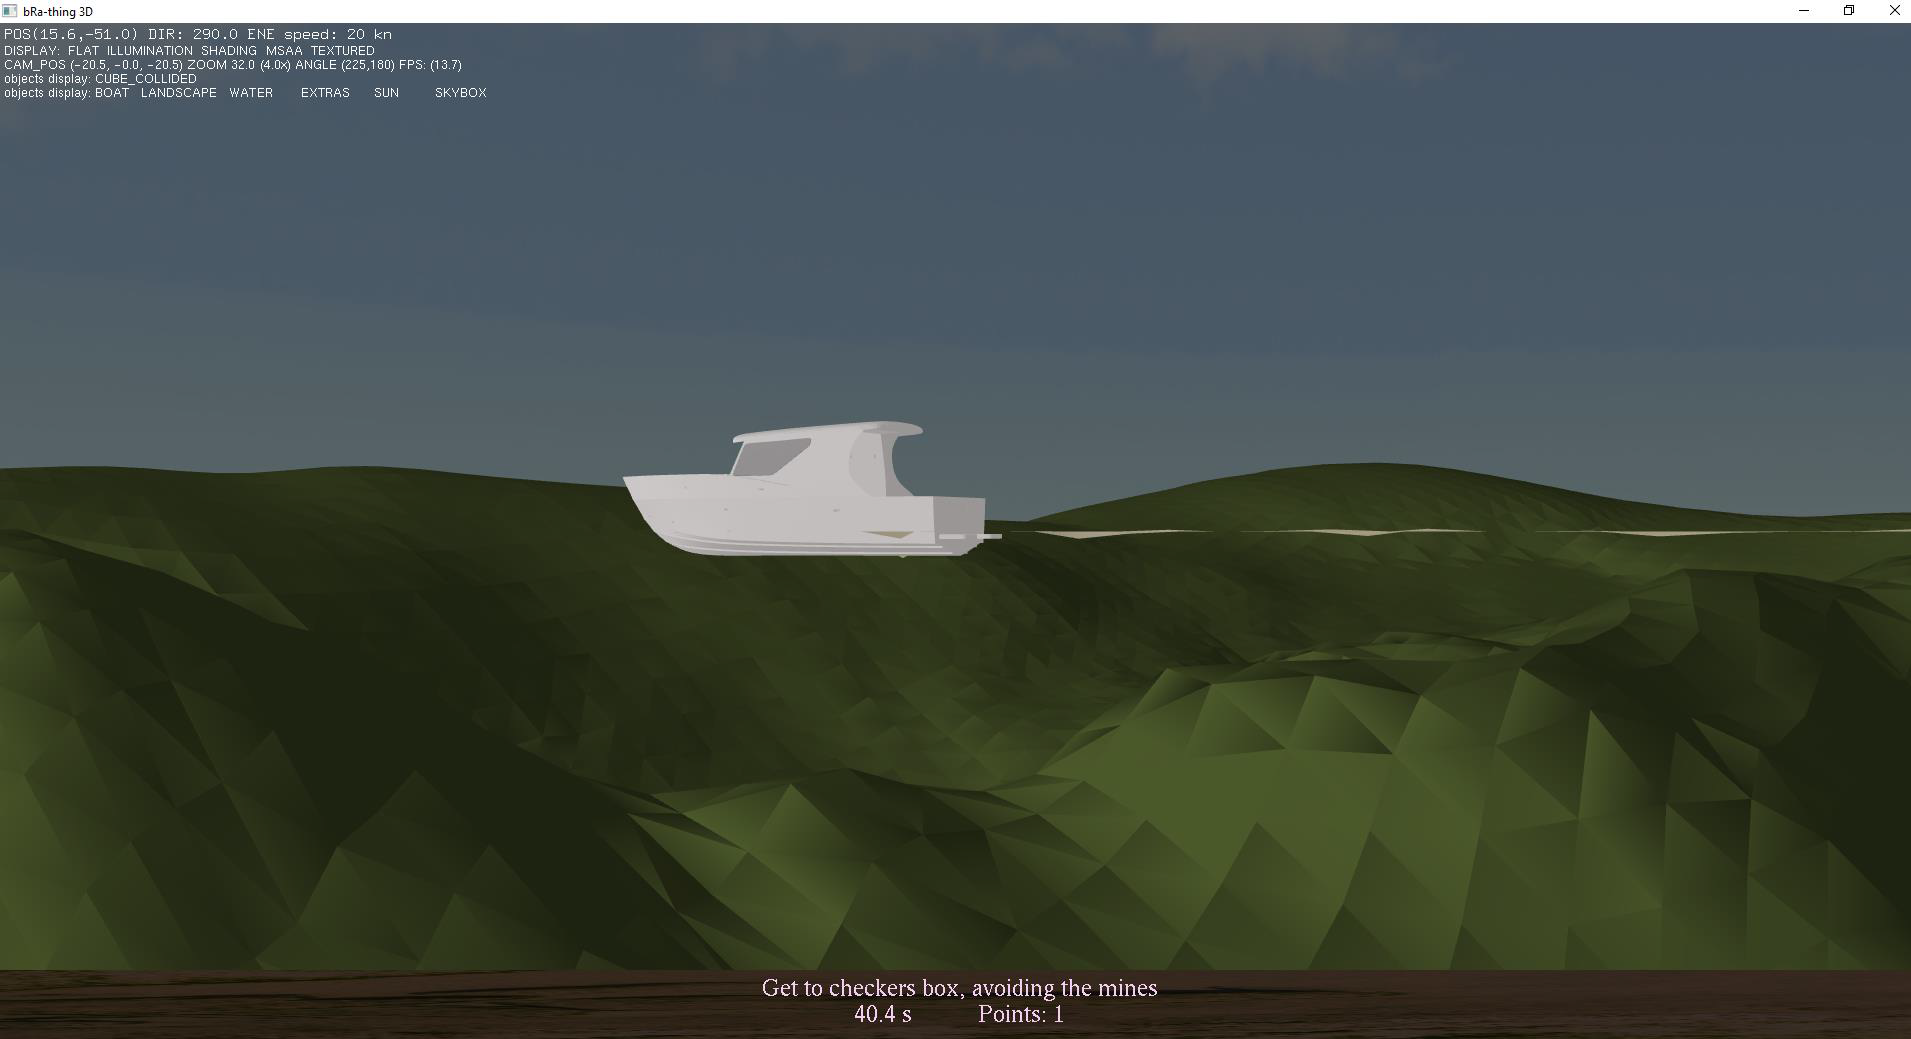 bRa-thing 3D
POS(15.6,-51.0) DIR: 290.0 ENE speed: 20 kn
DISPLAY: FLAT ILLUMINATION SHADING MSAA TEXTURED
CAM_POS (-20.5, -0.0, -20.5) ZOOM 32.0 (4.0x) ANGLE (225,180) FPS: (13.7)
objects display: CUBE_COLLIDED
objects display: BOAT LANDSCAPE WATER EXTRAS SUN SKYBOX
Get to checkers box, avoiding the mines
40.4 s Points: 1